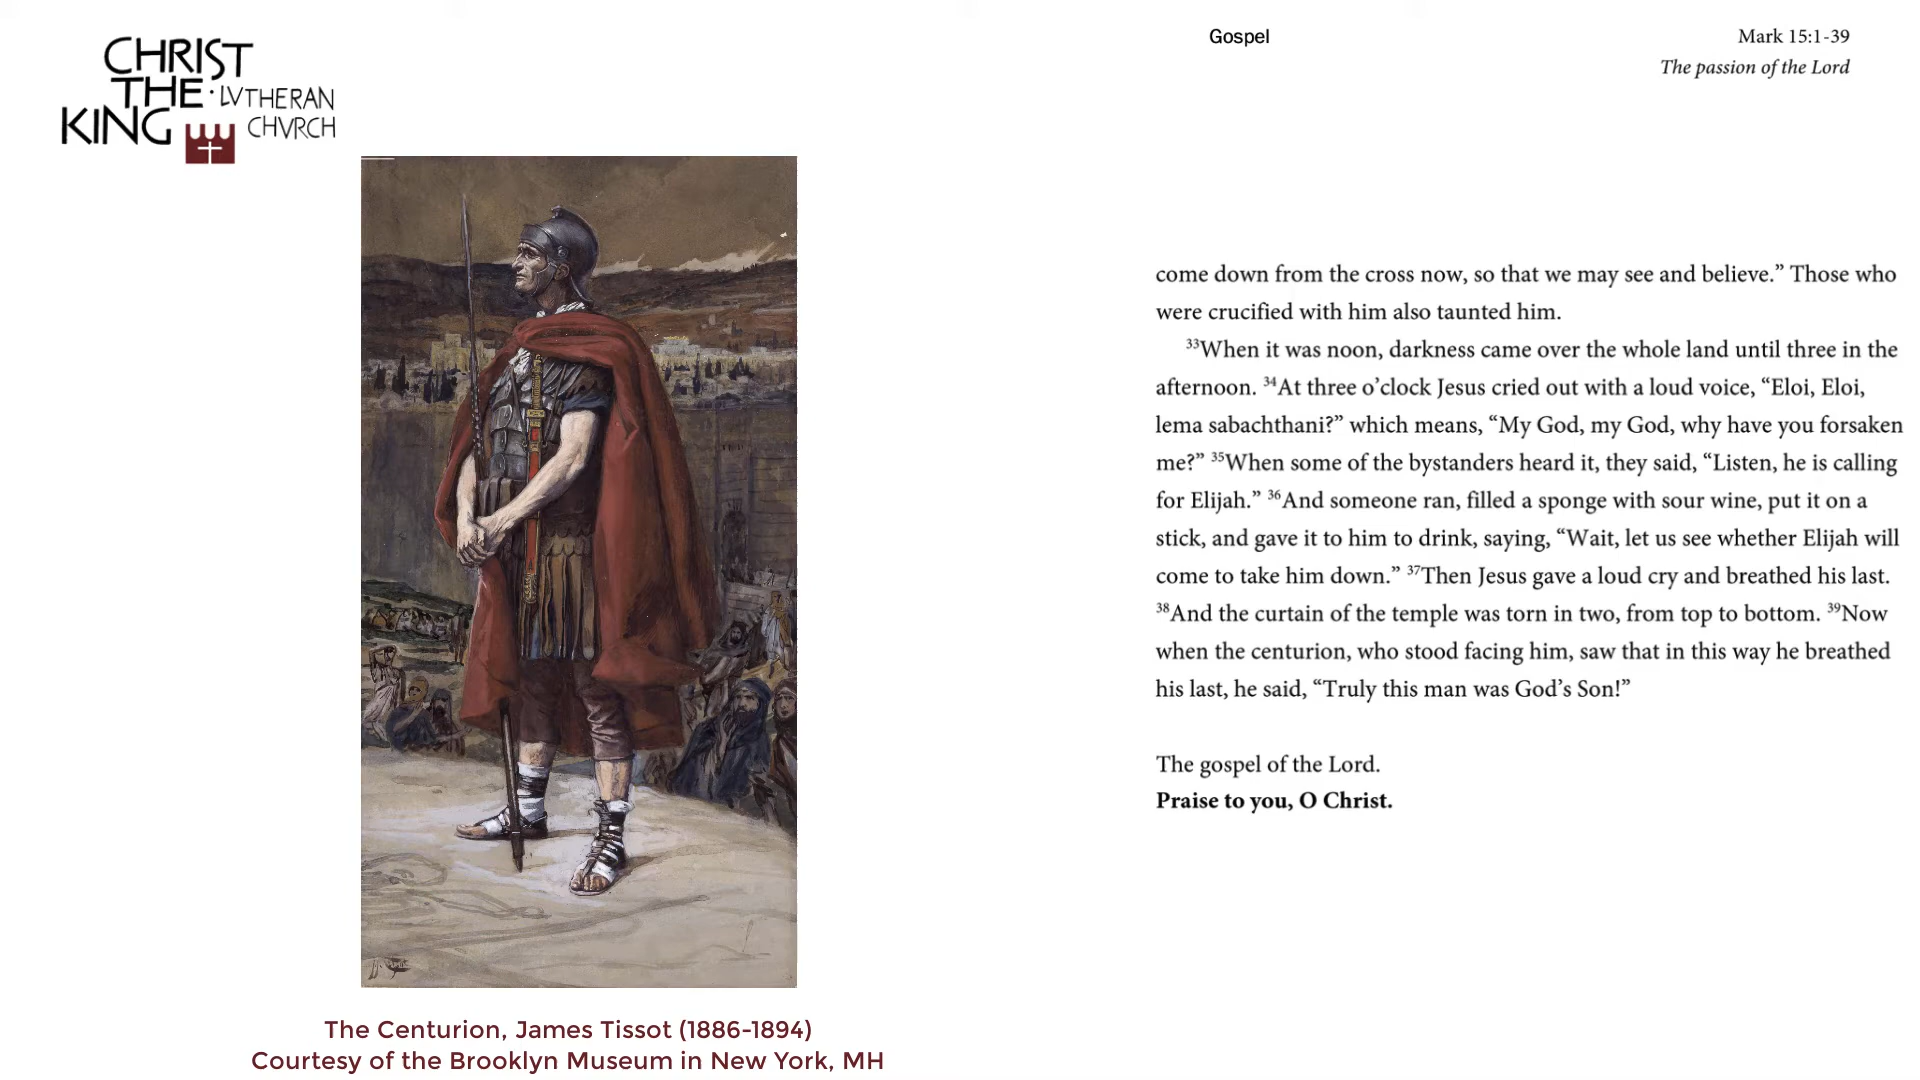 CHRIST
THE · LVTHERAN
KING CHVRCH
Gospel
Mark 15:1-39
The passion of the Lord
come down from the cross now, so that we may see and believe.” Those who
were crucified with him also taunted him.
³³When it was noon, darkness came over the whole land until three in the
afternoon. ³⁴At three o’clock Jesus cried out with a loud voice, “Eloi, Eloi,
lema sabachthani?” which means, “My God, my God, why have you forsaken
me?” ³⁵When some of the bystanders heard it, they said, “Listen, he is calling
for Elijah.” ³⁶And someone ran, filled a sponge with sour wine, put it on a
stick, and gave it to him to drink, saying, “Wait, let us see whether Elijah will
come to take him down.” ³⁷Then Jesus gave a loud cry and breathed his last.
³⁸And the curtain of the temple was torn in two, from top to bottom. ³⁹Now
when the centurion, who stood facing him, saw that in this way he breathed
his last, he said, “Truly this man was God’s Son!”
The gospel of the Lord.
Praise to you, O Christ.
The Centurion, James Tissot (1886-1894)
Courtesy of the Brooklyn Museum in New York, MH